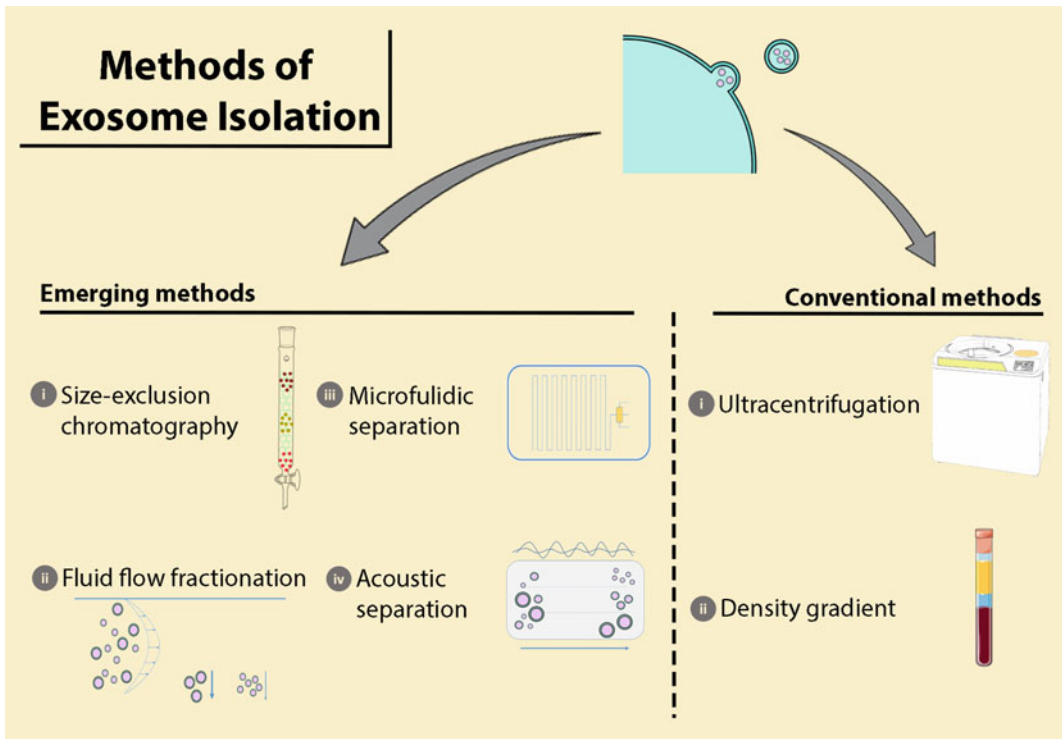 Methods of
Exosome Isolation
Emerging methods
i Size-exclusion
chromatography
ii Fluid flow fractionation
iii Microfulidic
separation
iv Acoustic
separation
Conventional methods
i Ultracentrifugation
ii Density gradient